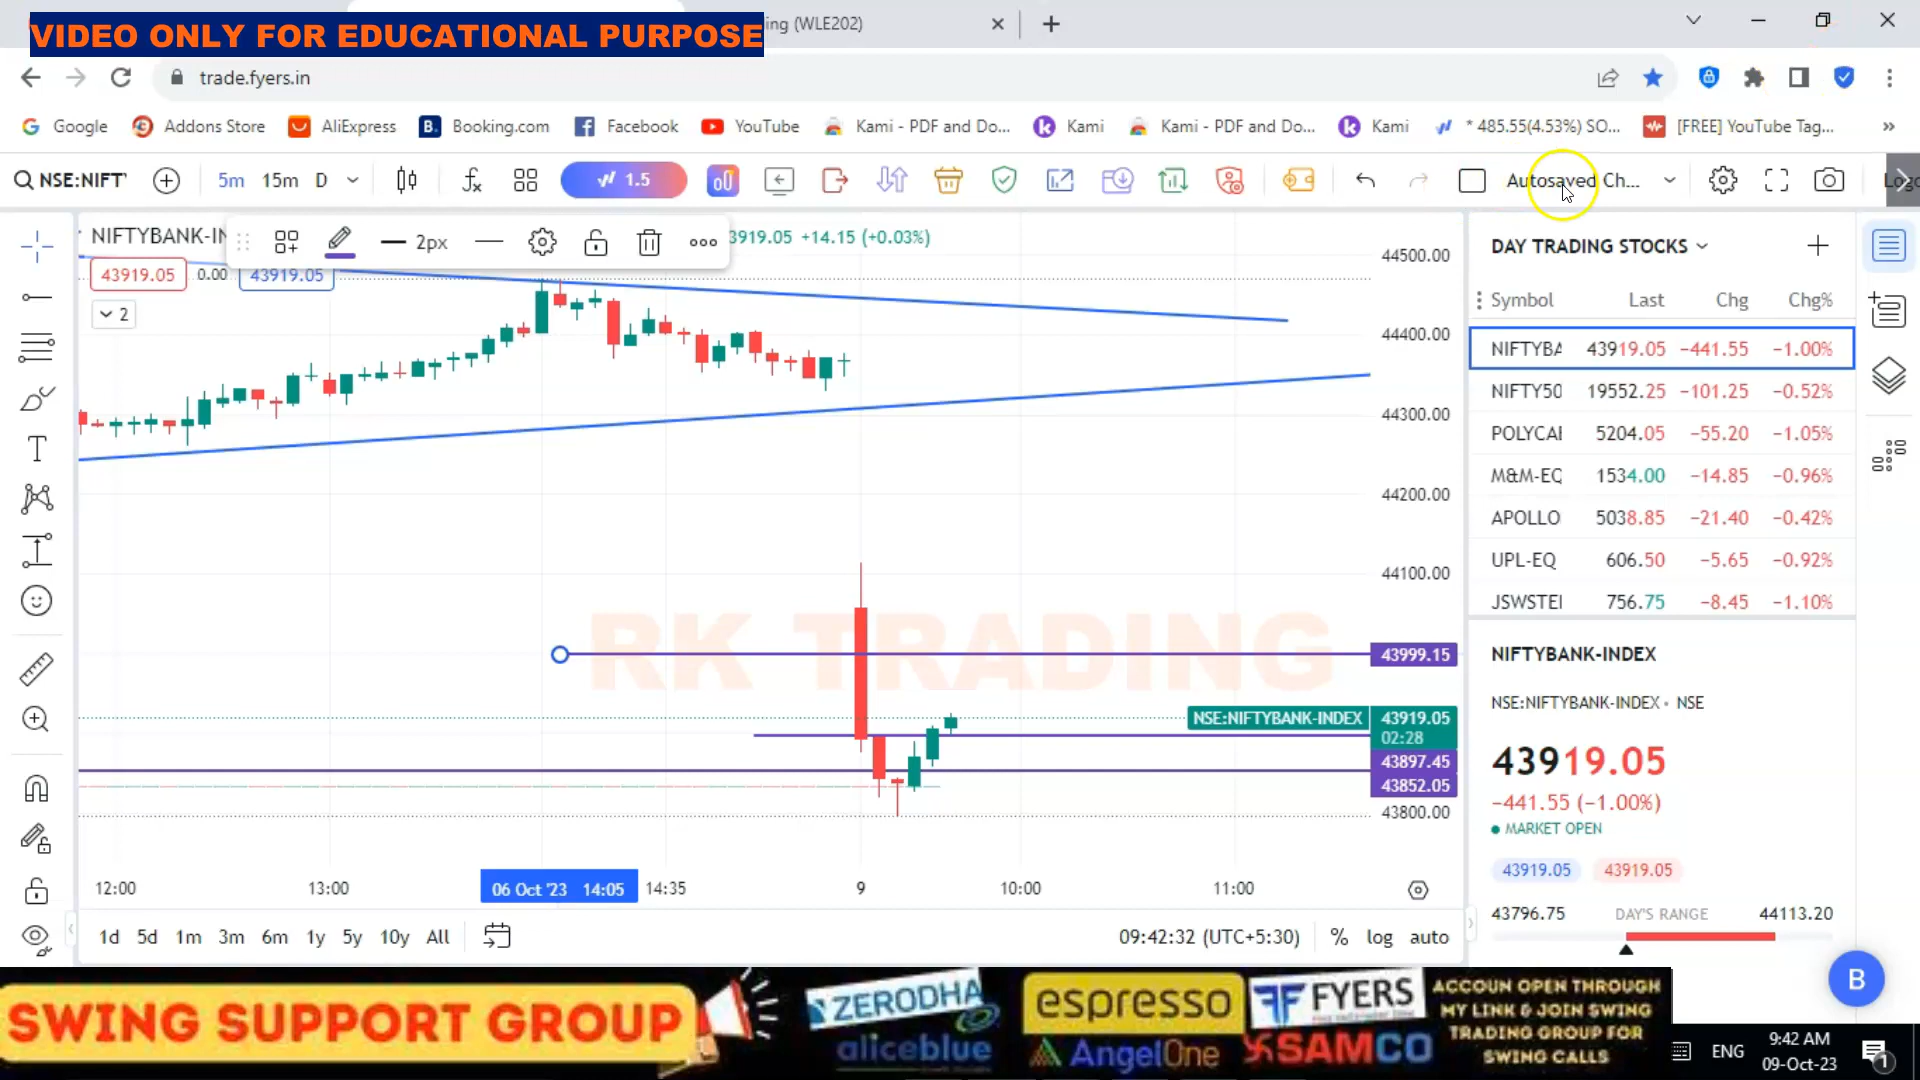 VIDEO ONLY FOR EDUCATIONAL PURPOSE
ing (WLE202)
trade.fyers.in
Google Addons Store AliExpress Booking.com Facebook YouTube Kami - PDF and Do... Kami Kami - PDF and Do... Kami * 485.55(4.53%) SO... [FREE] YouTube Tag...
NSE:NIFT 5m 15m D 1.5 Autosaved Ch...
NIFTYBANK-IN 2px 3919.05 +14.15 (+0.03%)
43919.05 0.00 43919.05
2
44500.00
44400.00
44300.00
44200.00
44100.00
RK TRADING
43999.15
NSE:NIFTYBANK-INDEX 43919.05
02:28
43897.45
43852.05
43800.00
12:00 13:00 06 Oct '23 14:05 14:35 9 10:00 11:00
1d 5d 1m 3m 6m 1y 5y 10y All 09:42:32 (UTC+5:30) % log auto
DAY TRADING STOCKS
Symbol Last Chg Chg%
NIFTYBA 43919.05 −441.55 −1.00%
NIFTY50 19552.25 −101.25 −0.52%
POLYCAI 5204.05 −55.20 −1.05%
M&M-EQ 1534.00 −14.85 −0.96%
APOLLO 5038.85 −21.40 −0.42%
UPL-EQ 606.50 −5.65 −0.92%
JSWSTEI 756.75 −8.45 −1.10%
NIFTYBANK-INDEX
NSE:NIFTYBANK-INDEX • NSE
43919.05
−441.55 (−1.00%)
MARKET OPEN
43919.05 43919.05
43796.75 DAY'S RANGE 44113.20
B
SWING SUPPORT GROUP
ZERODHA
aliceblue
espresso
AngelOne
FYERS
SAMCO
ACCOUN OPEN THROUGH
MY LINK & JOIN SWING
TRADING GROUP FOR
SWING CALLS
ENG
9:42 AM
09-Oct-23
1